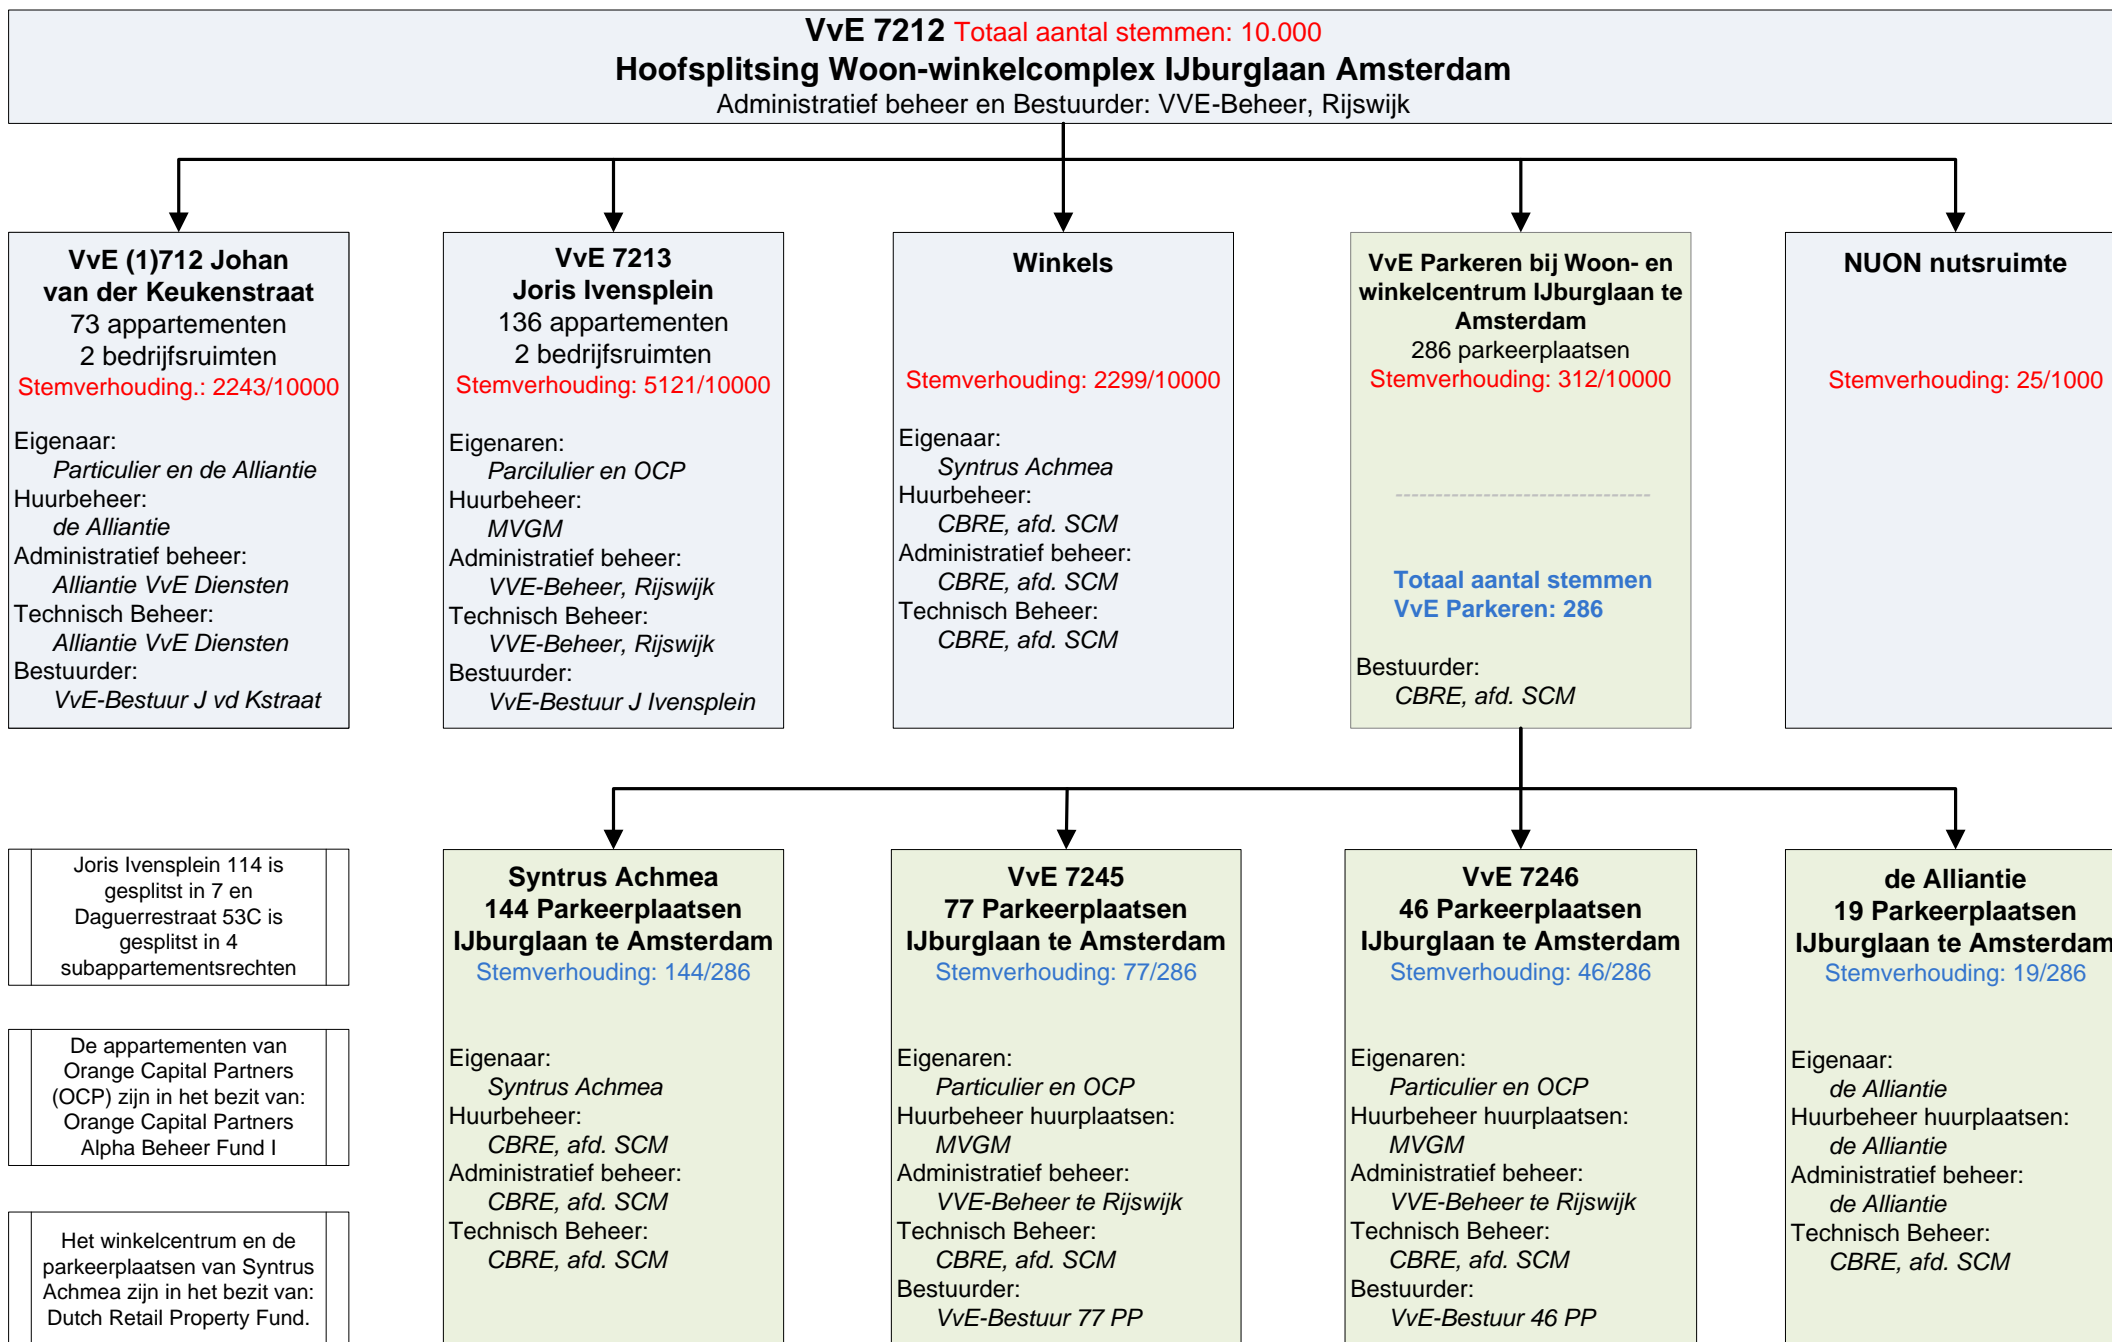 VvE 7212 Totaal aantal stemmen: 10.000
Hoofsplitsing Woon-winkelcomplex IJburglaan Amsterdam
Administratief beheer en Bestuurder: VVE-Beheer, Rijswijk
VvE (1)712 Johan
van der Keukenstraat
73 appartementen
2 bedrijfsruimten
Stemverhouding.: 2243/10000
Eigenaar:
Particulier en de Alliantie
Huurbeheer:
de Alliantie
Administratief beheer:
Alliantie VvE Diensten
Technisch Beheer:
Alliantie VvE Diensten
Bestuurder:
VvE-Bestuur J vd Kstraat
VvE 7213
Joris Ivensplein
136 appartementen
2 bedrijfsruimten
Stemverhouding: 5121/10000
Eigenaren:
Parcilulier en OCP
Huurbeheer:
MVGM
Administratief beheer:
VVE-Beheer, Rijswijk
Technisch Beheer:
VVE-Beheer, Rijswijk
Bestuurder:
VvE-Bestuur J Ivensplein
Winkels
Stemverhouding: 2299/10000
Eigenaar:
Syntrus Achmea
Huurbeheer:
CBRE, afd. SCM
Administratief beheer:
CBRE, afd. SCM
Technisch Beheer:
CBRE, afd. SCM
VvE Parkeren bij Woon- en
winkelcentrum IJburglaan te
Amsterdam
286 parkeerplaatsen
Stemverhouding: 312/10000
---------------------------------
Totaal aantal stemmen
VvE Parkeren: 286
Bestuurder:
CBRE, afd. SCM
NUON nutsruimte
Stemverhouding: 25/1000
Joris Ivensplein 114 is
gesplitst in 7 en
Daguerrestraat 53C is
gesplitst in 4
subappartementsrechten
De appartementen van
Orange Capital Partners
(OCP) zijn in het bezit van:
Orange Capital Partners
Alpha Beheer Fund I
Het winkelcentrum en de
parkeerplaatsen van Syntrus
Achmea zijn in het bezit van:
Dutch Retail Property Fund.
Syntrus Achmea
144 Parkeerplaatsen
IJburglaan te Amsterdam
Stemverhouding: 144/286
Eigenaar:
Syntrus Achmea
Huurbeheer:
CBRE, afd. SCM
Administratief beheer:
CBRE, afd. SCM
Technisch Beheer:
CBRE, afd. SCM
VvE 7245
77 Parkeerplaatsen
IJburglaan te Amsterdam
Stemverhouding: 77/286
Eigenaren:
Particulier en OCP
Huurbeheer huurplaatsen:
MVGM
Administratief beheer:
VVE-Beheer te Rijswijk
Technisch Beheer:
CBRE, afd. SCM
Bestuurder:
VvE-Bestuur 77 PP
VvE 7246
46 Parkeerplaatsen
IJburglaan te Amsterdam
Stemverhouding: 46/286
Eigenaren:
Particulier en OCP
Huurbeheer huurplaatsen:
MVGM
Administratief beheer:
VVE-Beheer te Rijswijk
Technisch Beheer:
CBRE, afd. SCM
Bestuurder:
VvE-Bestuur 46 PP
de Alliantie
19 Parkeerplaatsen
IJburglaan te Amsterdam
Stemverhouding: 19/286
Eigenaar:
de Alliantie
Huurbeheer huurplaatsen:
de Alliantie
Administratief beheer:
de Alliantie
Technisch Beheer:
CBRE, afd. SCM